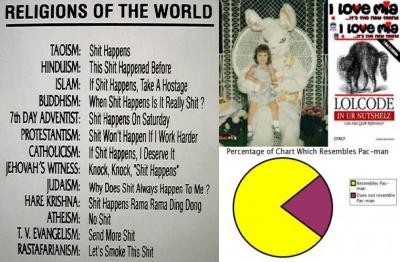 RELIGIONS OF THE WORLD
TAOISM: Shit Happens
HINDUISM: This Shit Happened Before
ISLAM: If Shit Happens, Take A Hostage
BUDDHISM: When Shit Happens Is It Really Shit ?
7th DAY ADVENTIST: Shit Happens On Saturday
PROTESTANTISM: Shit Won't Happen If I Work Harder
CATHOLICISM: If Shit Happens, I Deserve It
JEHOVAH'S WITNESS: Knock, Knock, "Shit Happens"
JUDAISM: Why Does Shit Always Happen To Me ?
HARE KRISHNA: Shit Happens Rama Rama Ding Dong
ATHEISM: No Shit
T. V. EVANGELISM: Send More Shit
RASTAFARIANISM: Let's Smoke This Shit
I LOVE Mia
...it's the new trend!
I LOVE Mia
...it's the new trend!
LOLCODE
IN UR NUTSHELZ
O'RLY
Percentage of Chart Which Resembles Pac-man
Resembles Pac-
man
Does not resemble
Pac-man